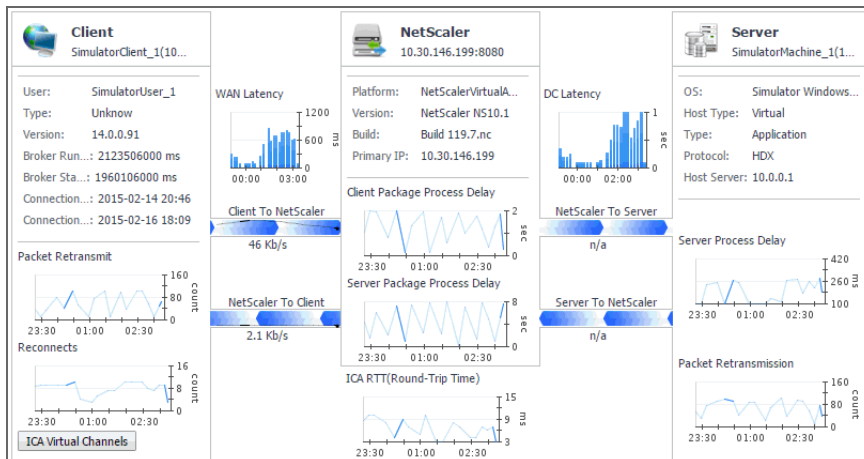 Client
SimulatorClient_1(10...
User: SimulatorUser_1
Type: Unknow
Version: 14.0.0.91
Broker Run...: 2123506000 ms
Broker Sta...: 1960106000 ms
Connection...: 2015-02-14 20:46
Connection...: 2015-02-16 18:09
Packet Retransmit
160
80
0
count
23:30 01:00 02:30
Reconnects
16
8
0
count
23:30 01:00 02:30
ICA Virtual Channels
WAN Latency
1200
600
0
ms
00:00 03:00
Client To NetScaler
46 Kb/s
NetScaler To Client
2.1 Kb/s
NetScaler
10.30.146.199:8080
Platform: NetScalerVirtualA...
Version: NetScaler NS10.1
Build: Build 119.7.nc
Primary IP: 10.30.146.199
Client Package Process Delay
2
0
sec
23:30 01:00 02:30
Server Package Process Delay
8
0
sec
23:30 01:00 02:30
ICA RTT(Round-Trip Time)
15
9
3
ms
23:30 01:00 02:30
DC Latency
1
0
sec
00:00 02:00
NetScaler To Server
n/a
Server To NetScaler
n/a
Server
SimulatorMachine_1(1...
OS: Simulator Windows...
Host Type: Virtual
Type: Application
Protocol: HDX
Host Server: 10.0.0.1
Server Process Delay
420
260
100
ms
23:30 01:00 02:30
Packet Retransmission
160
80
0
count
23:30 01:00 02:30